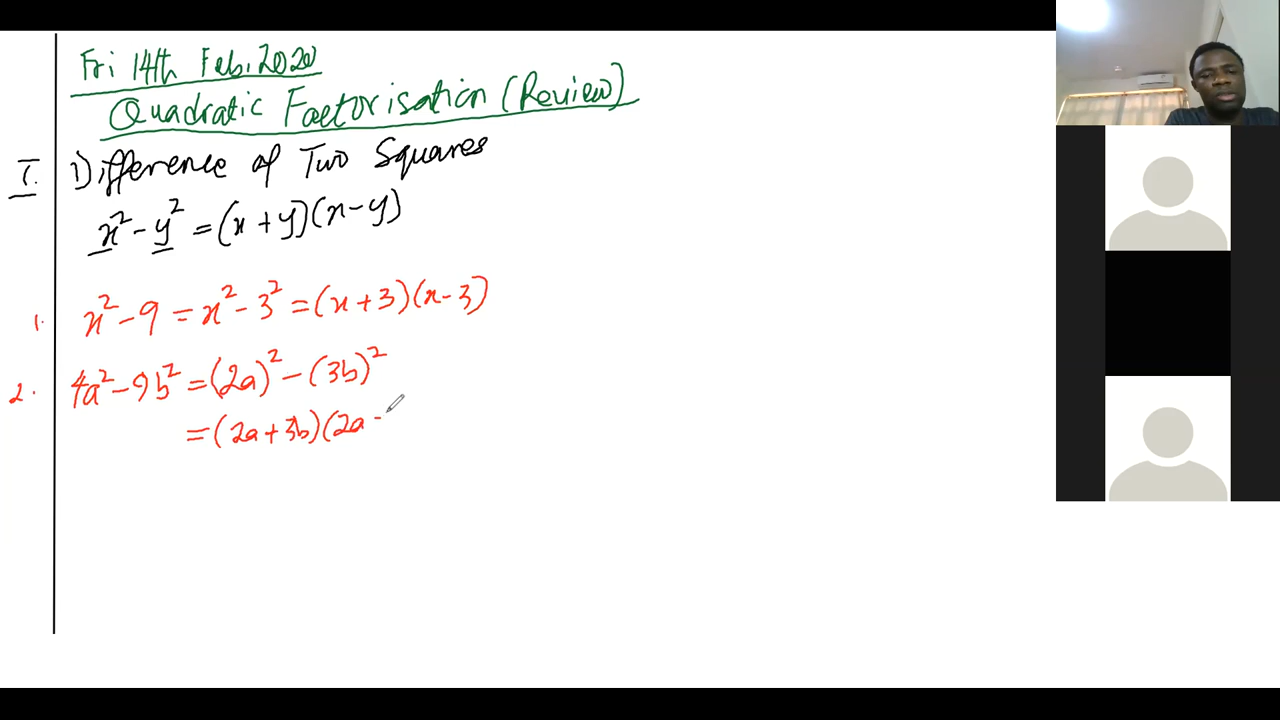 Fri 14th Feb, 2020
Quadratic Factorisation (Review)
I. Difference of Two Squares
x² - y² = (x + y)(x - y)
1. x² - 9 = x² - 3² = (x + 3)(x - 3)
2. 4a² - 9b² = (2a)² - (3b)²
= (2a + 3b)(2a -